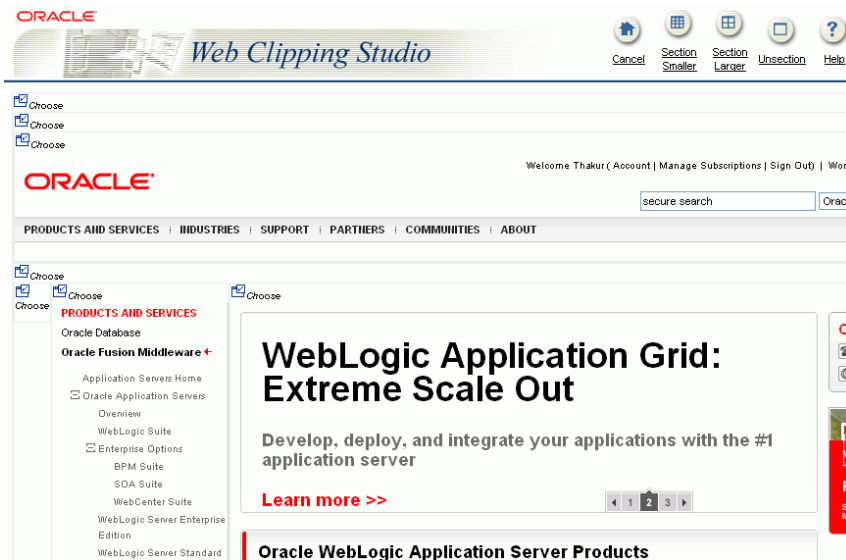 ORACLE
Web Clipping Studio
Cancel
Section Smaller
Section Larger
Unsection
Help
Choose
Choose
Choose
Welcome Thakur ( Account | Manage Subscriptions | Sign Out) |
ORACLE
secure search
PRODUCTS AND SERVICES | INDUSTRIES | SUPPORT | PARTNERS | COMMUNITIES | ABOUT
Choose
Choose
Choose
Choose
PRODUCTS AND SERVICES
Oracle Database
Oracle Fusion Middleware
Application Servers Home
Oracle Application Servers
Overview
WebLogic Suite
Enterprise Options
BPM Suite
SOA Suite
WebCenter Suite
WebLogic Server Enterprise
Edition
WebLogic Server Standard
WebLogic Application Grid:
Extreme Scale Out
Develop, deploy, and integrate your applications with the #1
application server
Learn more >>
1 2 3
Oracle WebLogic Application Server Products